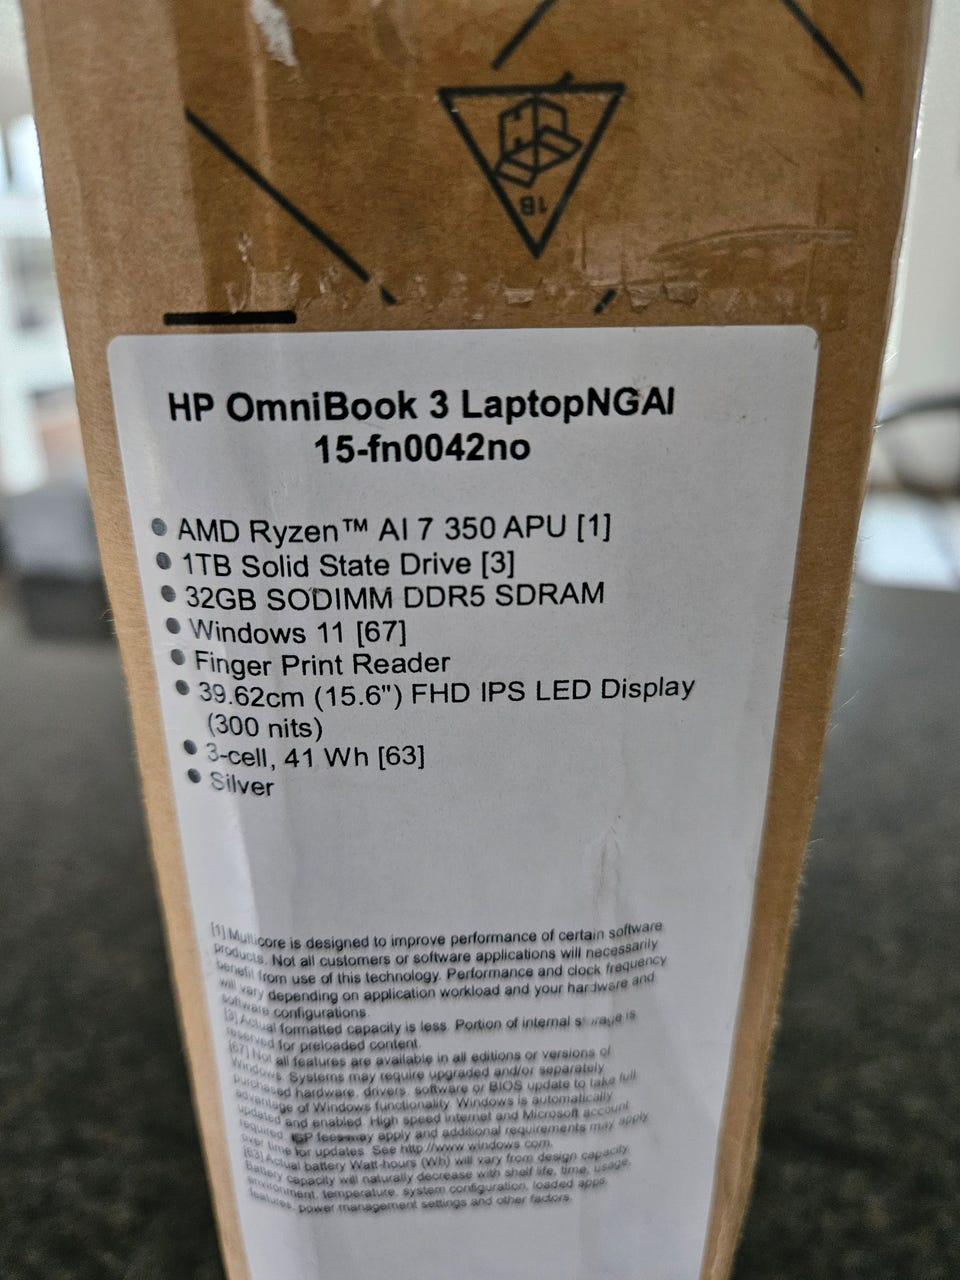 1B
HP OmniBook 3 LaptopNGAI
15-fn0042no
● AMD Ryzen™ AI 7 350 APU [1]
● 1TB Solid State Drive [3]
● 32GB SODIMM DDR5 SDRAM
● Windows 11 [67]
● Finger Print Reader
● 39.62cm (15.6") FHD IPS LED Display
(300 nits)
● 3-cell, 41 Wh [63]
● Silver
[1] Multicore is designed to improve performance of certain software
products. Not all customers or software applications will necessarily
benefit from use of this technology. Performance and clock frequency
will vary depending on application workload and your hardware and
software configurations.
[3] Actual formatted capacity is less. Portion of internal storage is
reserved for preloaded content.
[67] Not all features are available in all editions or versions of
Windows. Systems may require upgraded and/or separately
purchased hardware, drivers, software or BIOS update to take full
advantage of Windows functionality. Windows is automatically
updated and enabled. High speed internet and Microsoft account
required. ISP fees may apply and additional requirements may apply
over time for updates. See http://www.windows.com.
[63] Actual battery Watt-hours (Wh) will vary from design capacity.
Battery capacity will naturally decrease with shelf life, time, usage,
environment, temperature, system configuration, loaded apps,
features, power management settings and other factors.